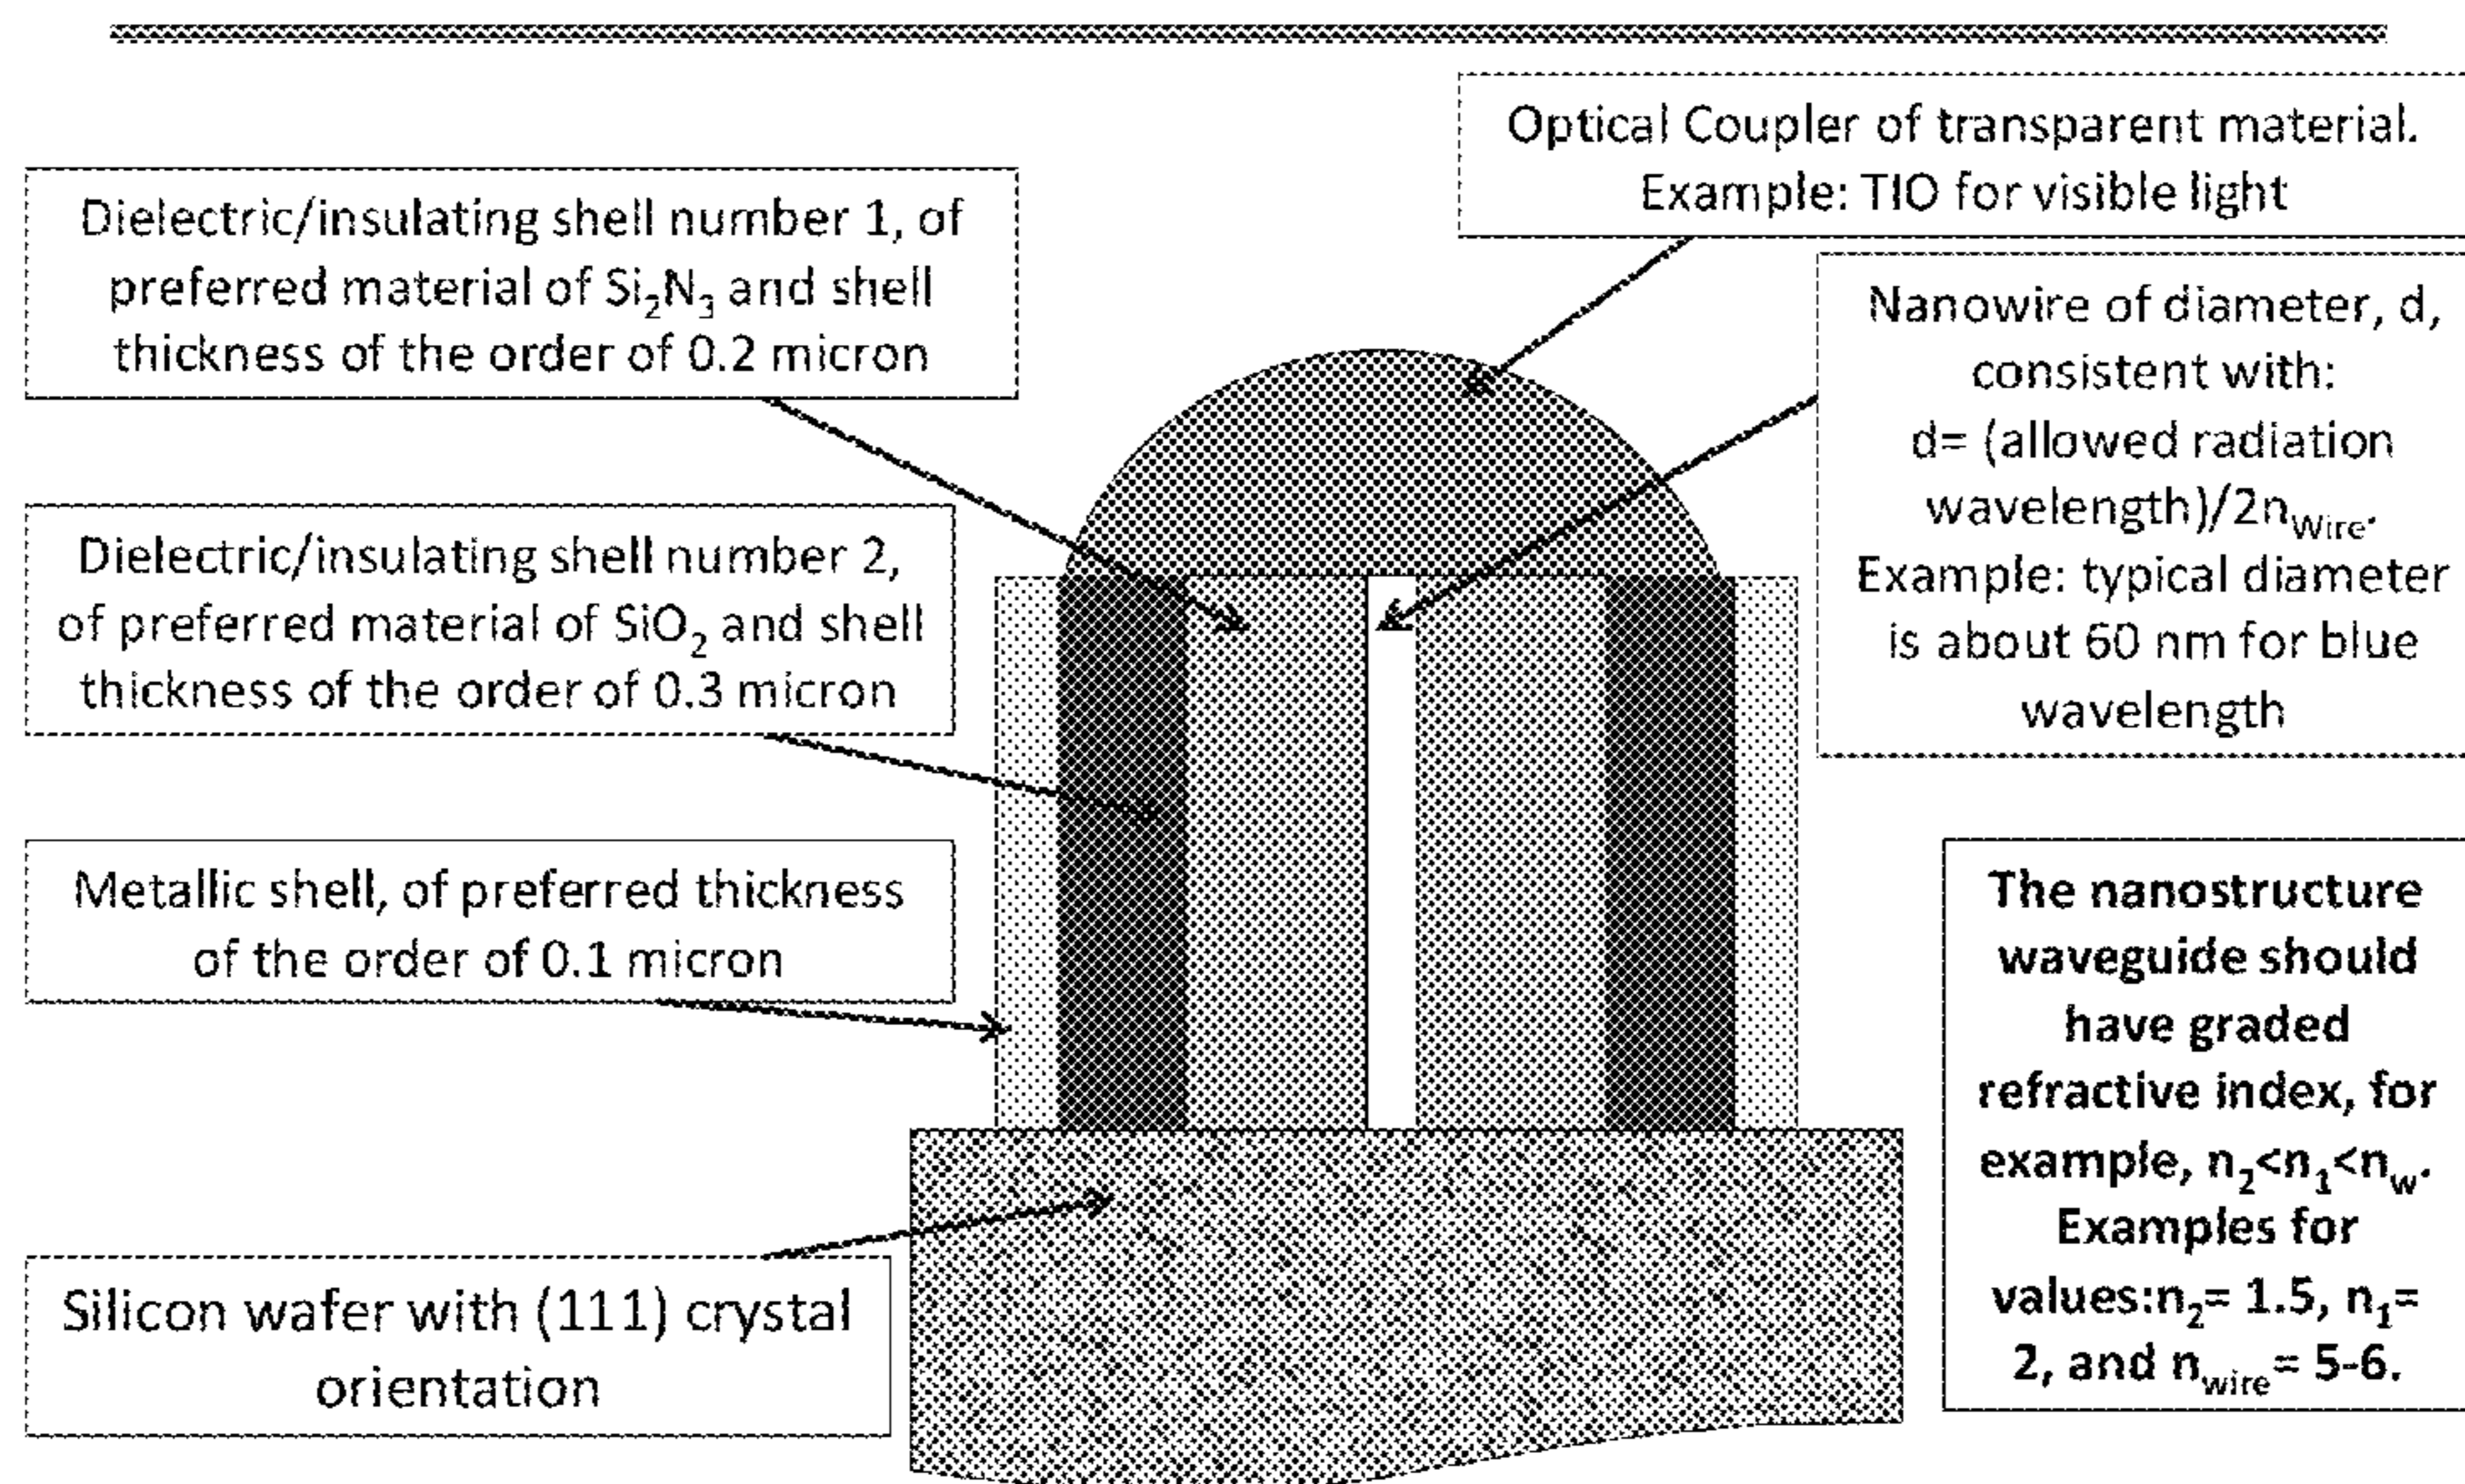 Optical Coupler of transparent material.
Example: TIO for visible light
Dielectric/insulating shell number 1, of
preferred material of Si₂N₃ and shell
thickness of the order of 0.2 micron
Nanowire of diameter, d,
consistent with:
d= (allowed radiation
wavelength)/2n_Wire.
Example: typical diameter
is about 60 nm for blue
wavelength
Dielectric/insulating shell number 2,
of preferred material of SiO₂ and shell
thickness of the order of 0.3 micron
Metallic shell, of preferred thickness
of the order of 0.1 micron
The nanostructure
waveguide should
have graded
refractive index, for
example, n₂<n₁<n_w.
Examples for
values:n₂= 1.5, n₁=
2, and n_wire= 5-6.
Silicon wafer with (111) crystal
orientation